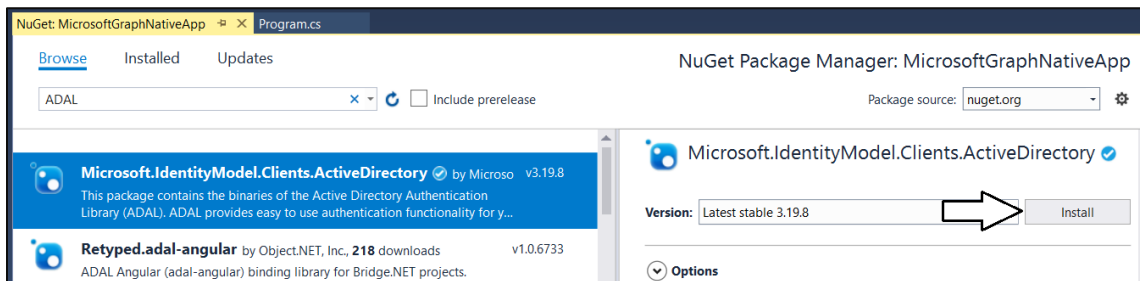 NuGet: MicrosoftGraphNativeApp Program.cs
Browse Installed Updates
NuGet Package Manager: MicrosoftGraphNativeApp
ADAL Include prerelease
Package source: nuget.org
Microsoft.IdentityModel.Clients.ActiveDirectory by Microso v3.19.8
This package contains the binaries of the Active Directory Authentication
Library (ADAL). ADAL provides easy to use authentication functionality for y...
Retyped.adal-angular by Object.NET, Inc., 218 downloads v1.0.6733
ADAL Angular (adal-angular) binding library for Bridge.NET projects.
Microsoft.IdentityModel.Clients.ActiveDirectory
Version: Latest stable 3.19.8 Install
Options